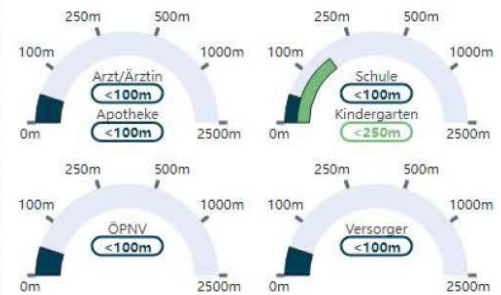 250m 500m
100m 1000m
Arzt/Ärztin
<100m
Apotheke
<100m
0m 2500m
250m 500m
100m 1000m
Schule
<100m
Kindergarten
<250m
0m 2500m
250m 500m
100m 1000m
ÖPNV
<100m
0m 2500m
250m 500m
100m 1000m
Versorger
<100m
0m 2500m